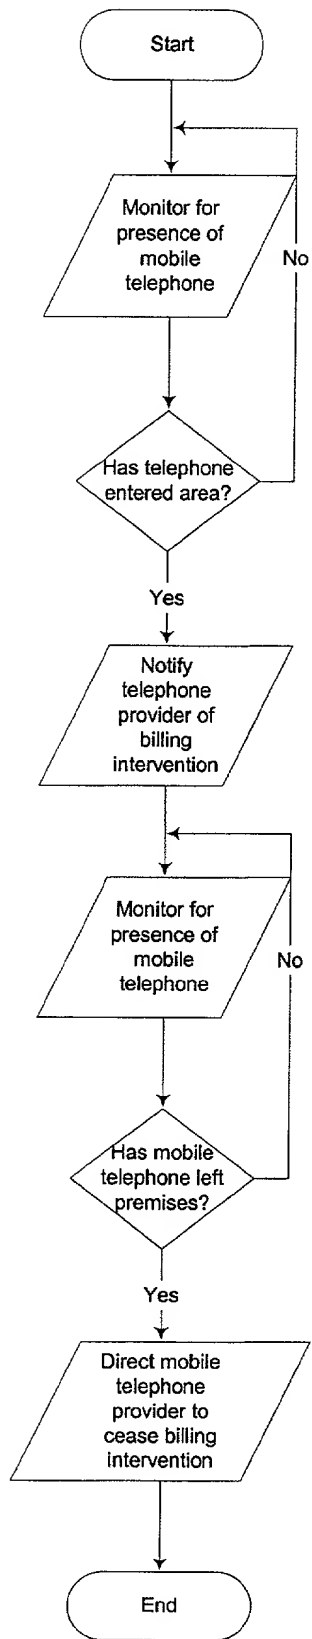 Start
Monitor for
presence of
mobile
telephone
No
Has telephone
entered area?
Yes
Notify
telephone
provider of
billing
intervention
Monitor for
presence of
mobile
telephone
No
Has mobile
telephone left
premises?
Yes
Direct mobile
telephone
provider to
cease billing
intervention
End